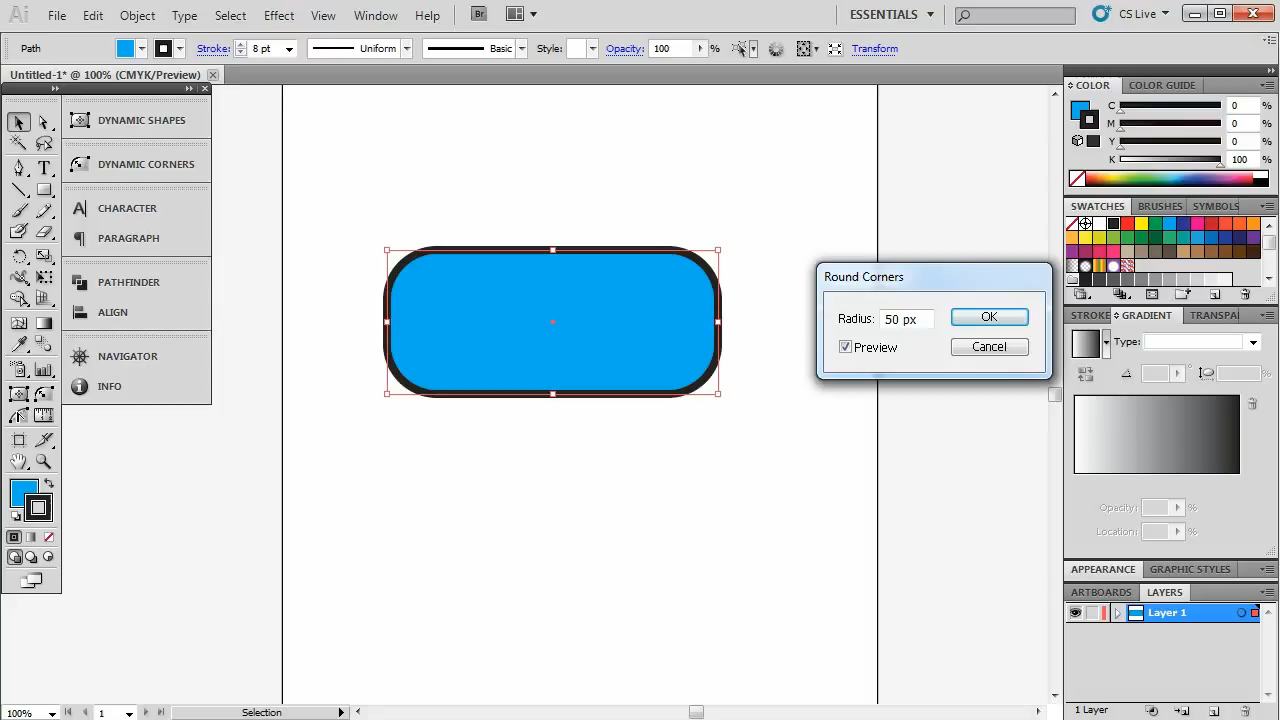 Ai File Edit Object Type Select Effect View Window Help Br ESSENTIALS CS Live
Path Stroke: 8 pt Uniform Basic Style: Opacity: 100 % Transform
Untitled-1* @ 100% (CMYK/Preview)
DYNAMIC SHAPES
DYNAMIC CORNERS
CHARACTER
PARAGRAPH
PATHFINDER
ALIGN
NAVIGATOR
INFO
Round Corners
Radius: 50 px OK
Preview Cancel
COLOR COLOR GUIDE
C 0 %
M 0 %
Y 0 %
K 100 %
SWATCHES BRUSHES SYMBOLS
STROKE GRADIENT TRANSPA
Type:
%
Opacity: %
Location: %
APPEARANCE GRAPHIC STYLES
ARTBOARDS LAYERS
Layer 1
1 Layer
100% 1 Selection